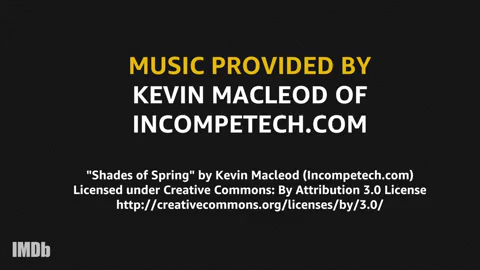 MUSIC PROVIDED BY
KEVIN MACLEOD OF
INCOMPETECH.COM
"Shades of Spring" by Kevin Macleod (Incompetech.com)
Licensed under Creative Commons: By Attribution 3.0 License
http://creativecommons.org/licenses/by/3.0/
IMDb